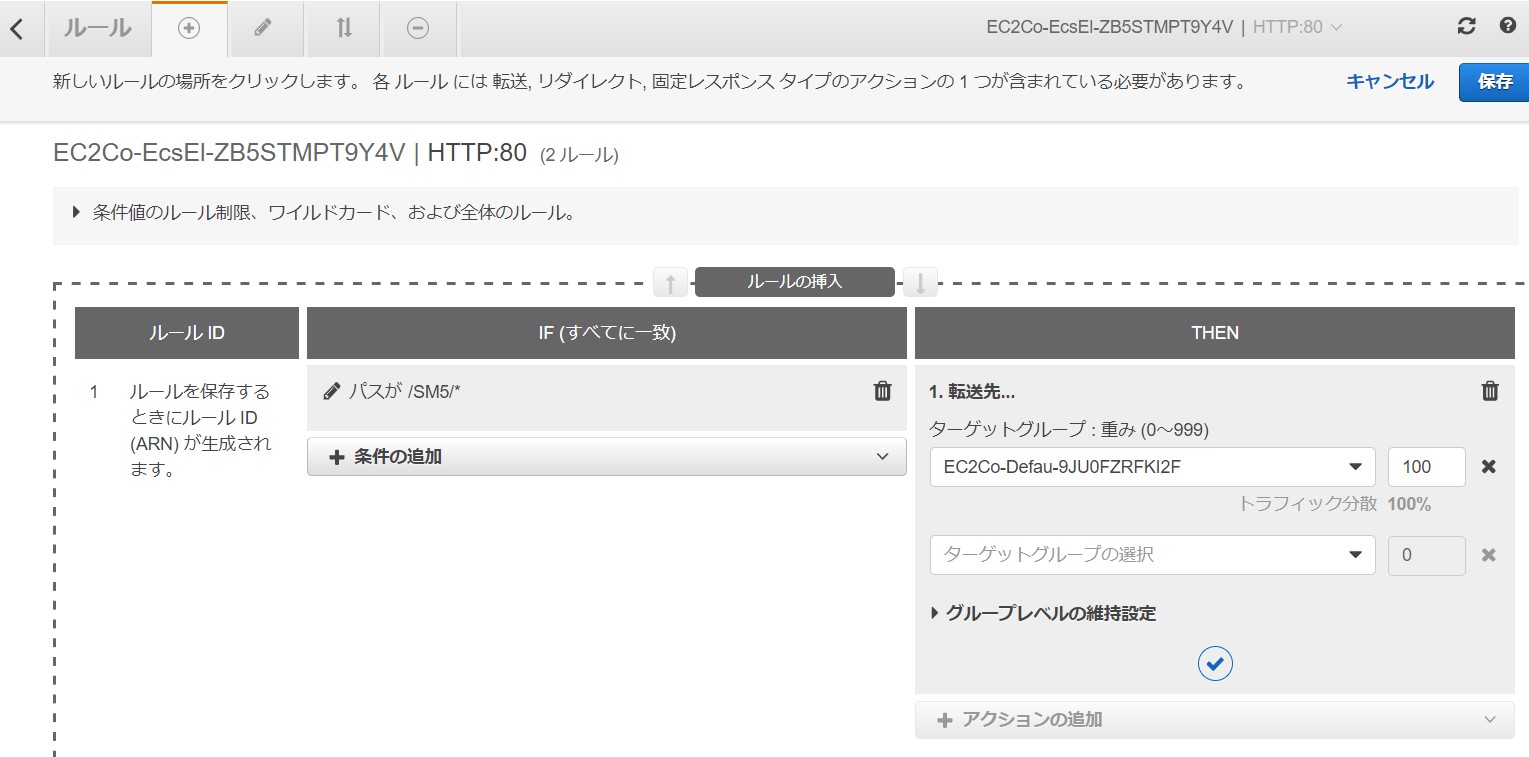 ルール
EC2Co-EcsEl-ZB5STMPT9Y4V | HTTP:80
新しいルールの場所をクリックします。 各 ルール には 転送, リダイレクト, 固定レスポンス タイプのアクションの 1 つが含まれている必要があります。
キャンセル
保存
EC2Co-EcsEl-ZB5STMPT9Y4V | HTTP:80 (2 ルール)
条件値のルール制限、ワイルドカード、および全体のルール。
ルールの挿入
ルール ID
IF (すべてに一致)
THEN
1
ルールを保存する
ときにルール ID
(ARN) が生成され
ます。
パスが /SM5/*
条件の追加
1. 転送先...
ターゲットグループ : 重み (0〜999)
EC2Co-Defau-9JU0FZRFKI2F
100
トラフィック分散 100%
ターゲットグループの選択
0
グループレベルの維持設定
アクションの追加